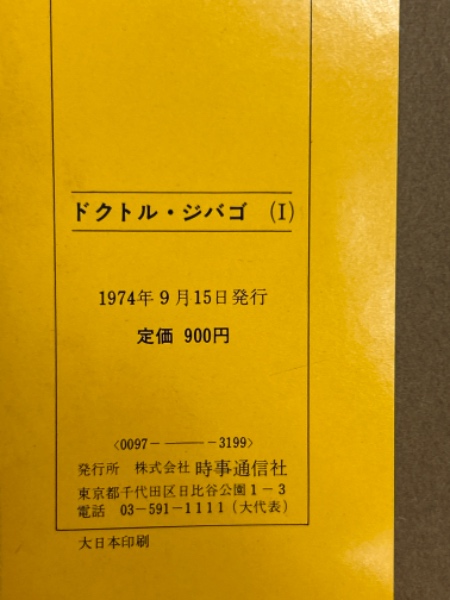 ドクトル・ジバゴ (I)
1974年9月15日発行
定価 900円
<0097- ——— -3199>
発行所 株式会社 時事通信社
東京都千代田区日比谷公園1-3
電話 03-591-1111(大代表)
大日本印刷